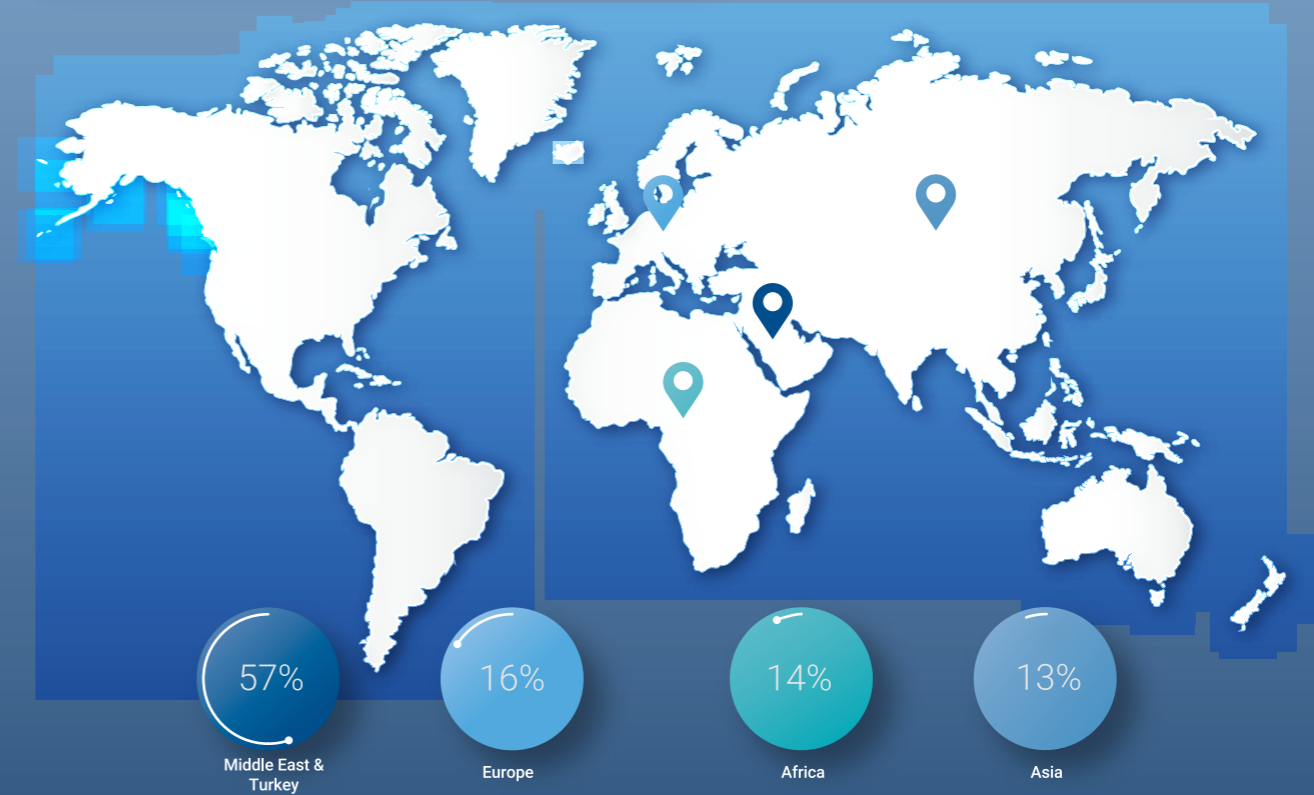 57%
16%
14%
13%
Middle East &
Turkey
Europe
Africa
Asia